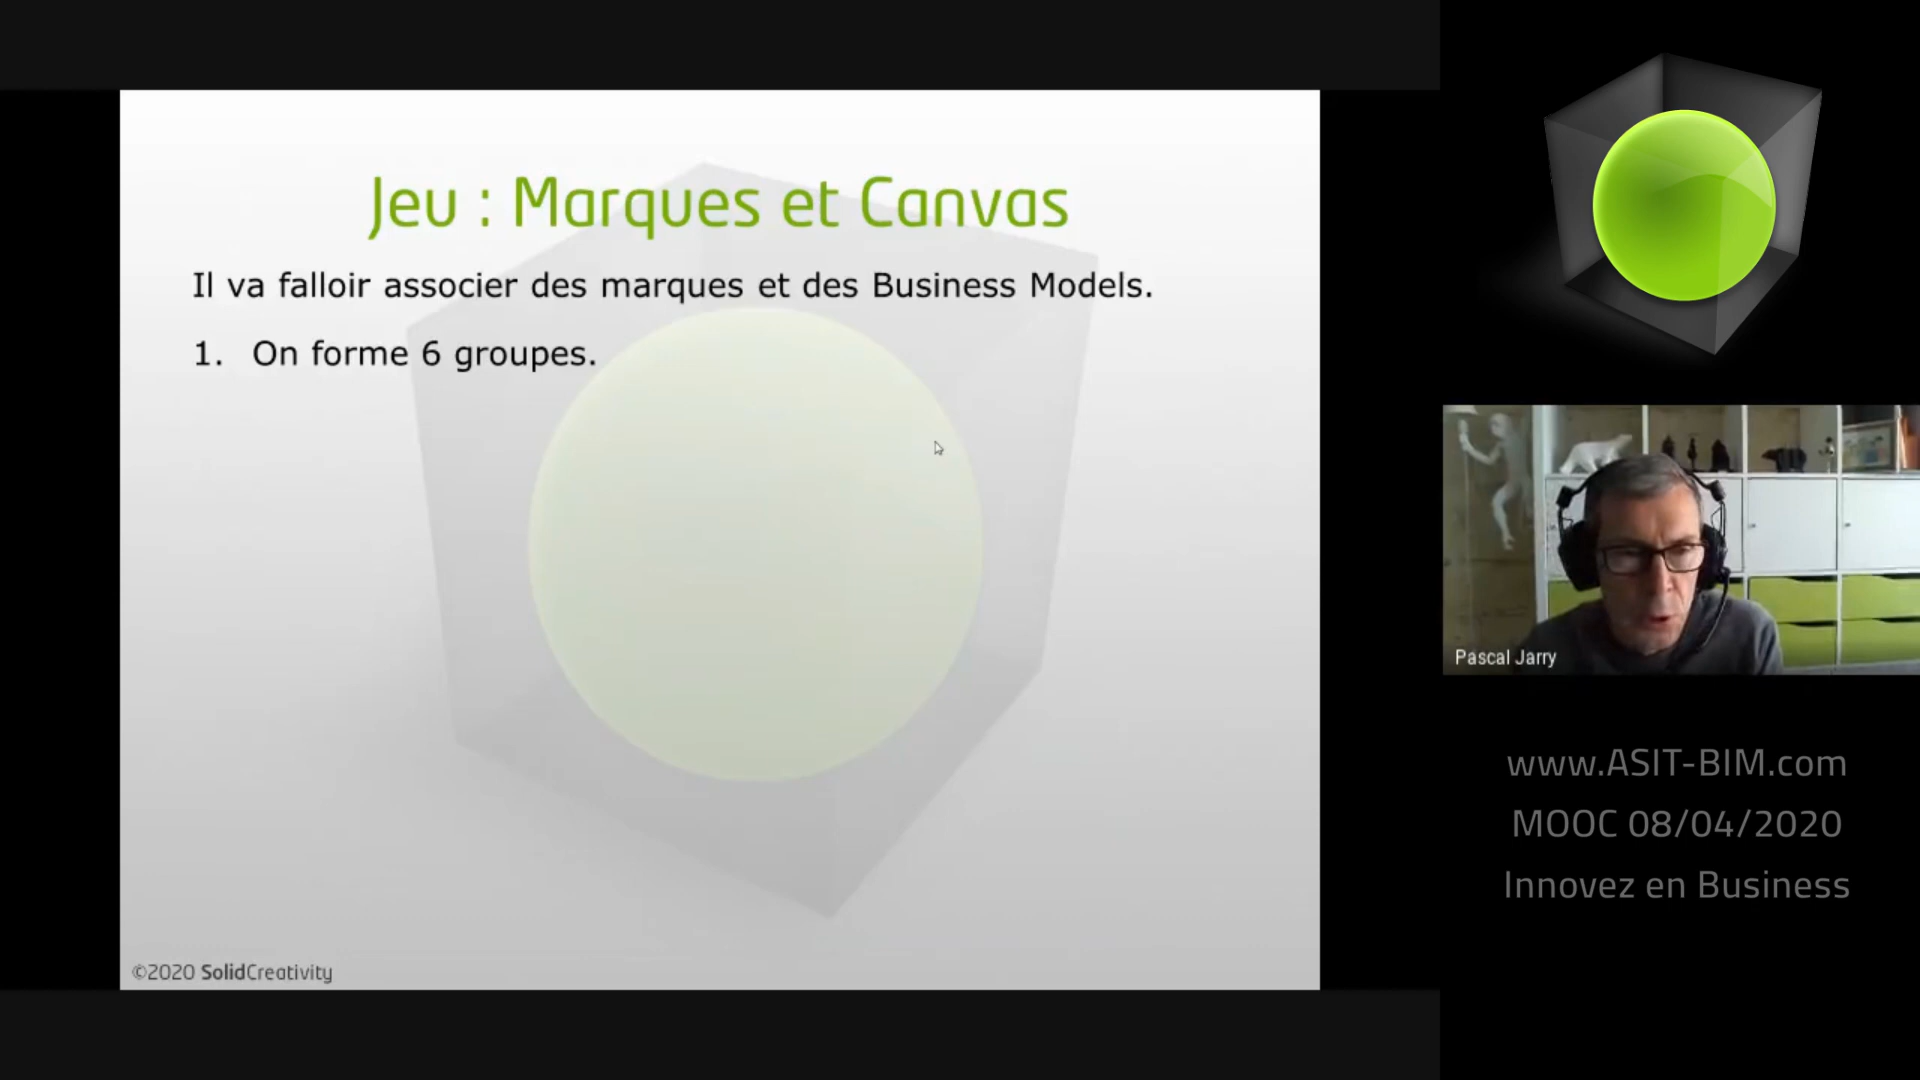 Jeu : Marques et Canvas
Il va falloir associer des marques et des Business Models.
1. On forme 6 groupes.
©2020 SolidCreativity
Pascal Jarry
www.ASIT-BIM.com
MOOC 08/04/2020
Innovez en Business